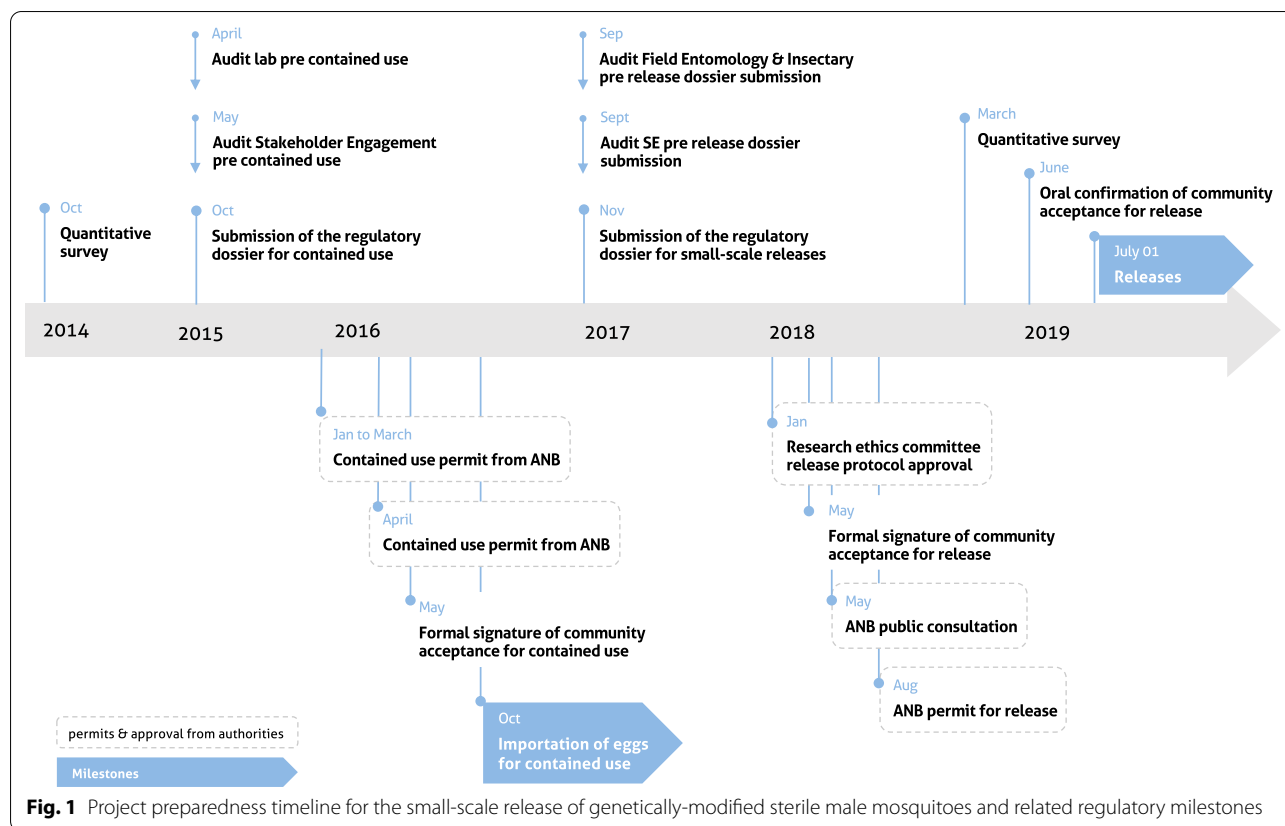 April
Audit lab pre contained use
May
Audit Stakeholder Engagement
pre contained use
Oct
Quantitative
survey
Oct
Submission of the regulatory
dossier for contained use
Sep
Audit Field Entomology & Insectary
pre release dossier submission
Sept
Audit SE pre release dossier
submission
Nov
Submission of the regulatory
dossier for small-scale releases
March
Quantitative survey
June
Oral confirmation of community
acceptance for release
July 01
Releases
2014
2015
2016
2017
2018
2019
Jan to March
Contained use permit from ANB
April
Contained use permit from ANB
May
Formal signature of community
acceptance for contained use
Oct
Importation of eggs
for contained use
Jan
Research ethics committee
release protocol approval
May
Formal signature of community
acceptance for release
May
ANB public consultation
Aug
ANB permit for release
permits & approval from authorities
Milestones
Fig. 1 Project preparedness timeline for the small-scale release of genetically-modified sterile male mosquitoes and related regulatory milestones